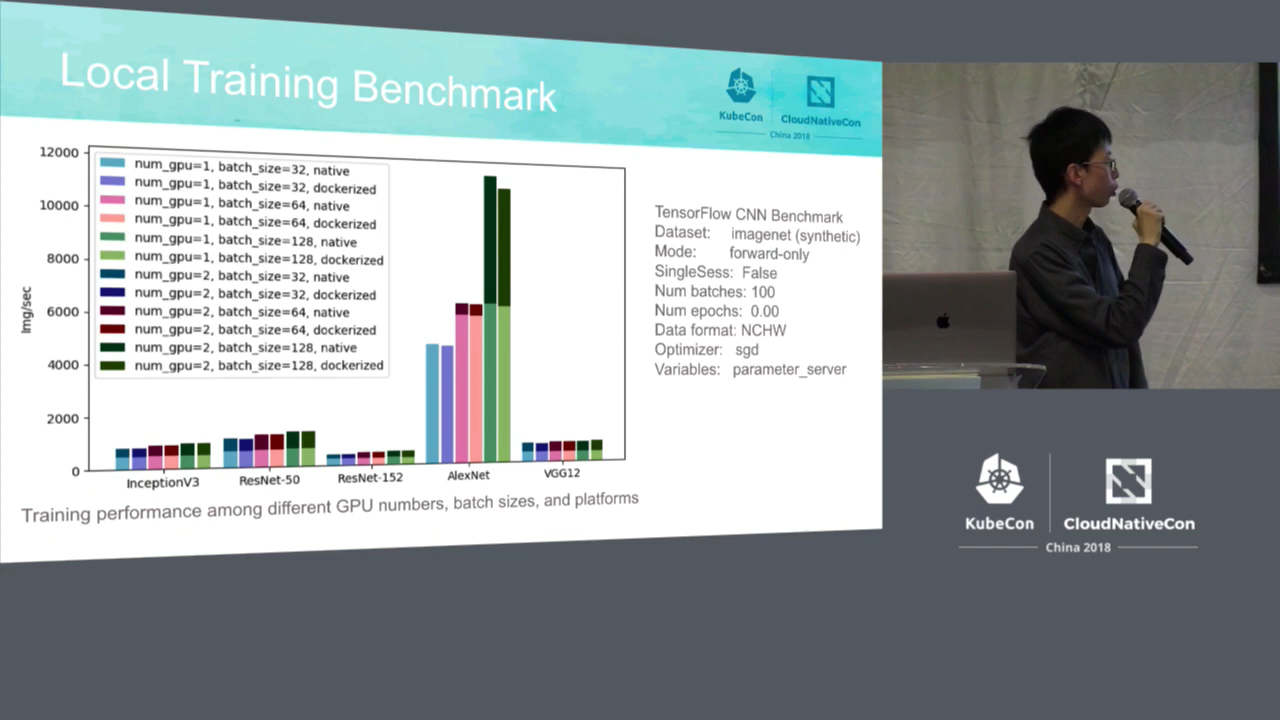 Local Training Benchmark
KubeCon
CloudNativeCon
China 2018
12000
10000
8000
6000
4000
2000
0
Img/sec
num_gpu=1, batch_size=32, native
num_gpu=1, batch_size=32, dockerized
num_gpu=1, batch_size=64, native
num_gpu=1, batch_size=64, dockerized
num_gpu=1, batch_size=128, native
num_gpu=1, batch_size=128, dockerized
num_gpu=2, batch_size=32, native
num_gpu=2, batch_size=32, dockerized
num_gpu=2, batch_size=64, native
num_gpu=2, batch_size=64, dockerized
num_gpu=2, batch_size=128, native
num_gpu=2, batch_size=128, dockerized
InceptionV3
ResNet-50
ResNet-152
AlexNet
VGG12
Training performance among different GPU numbers, batch sizes, and platforms
TensorFlow CNN Benchmark
Dataset: imagenet (synthetic)
Mode: forward-only
SingleSess: False
Num batches: 100
Num epochs: 0.00
Data format: NCHW
Optimizer: sgd
Variables: parameter_server
KubeCon
CloudNativeCon
China 2018